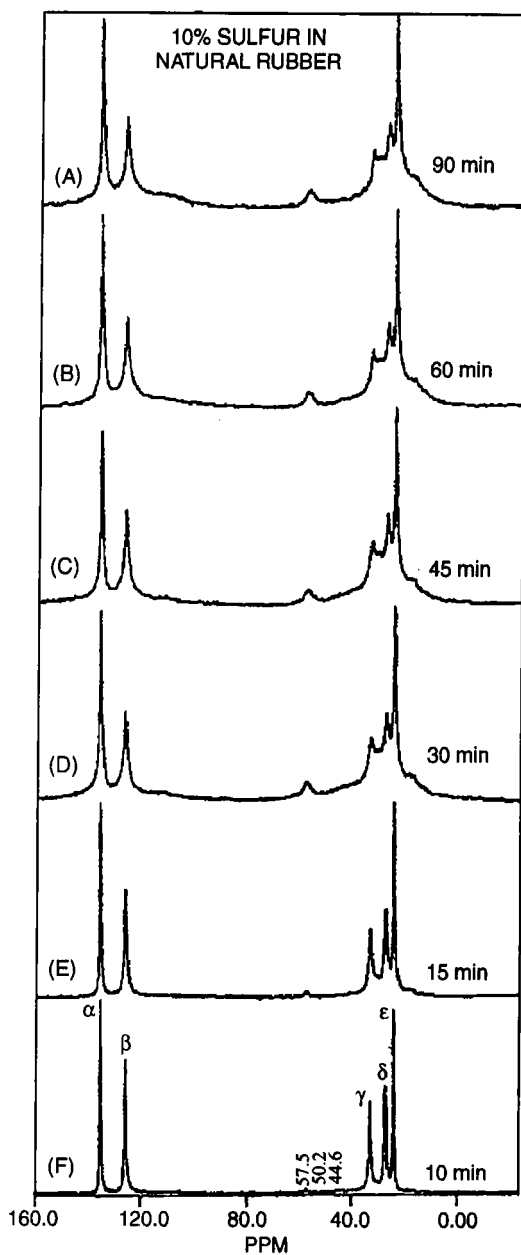 10% SULFUR IN
NATURAL RUBBER
(A)
90 min
(B)
60 min
(C)
45 min
(D)
30 min
(E)
15 min
α
β
γ
δ
ε
57.5
50.2
44.6
(F)
10 min
160.0
120.0
80.0
40.0
0.00
PPM